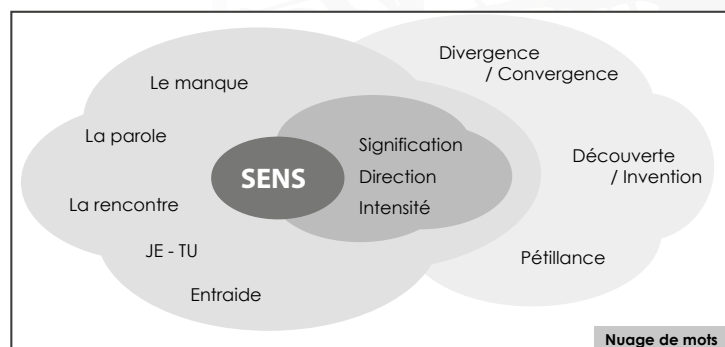 Le manque
La parole
La rencontre
JE - TU
Entraide
SENS
Signification
Direction
Intensité
Divergence
/ Convergence
Découverte
/ Invention
Pétillance
Nuage de mots